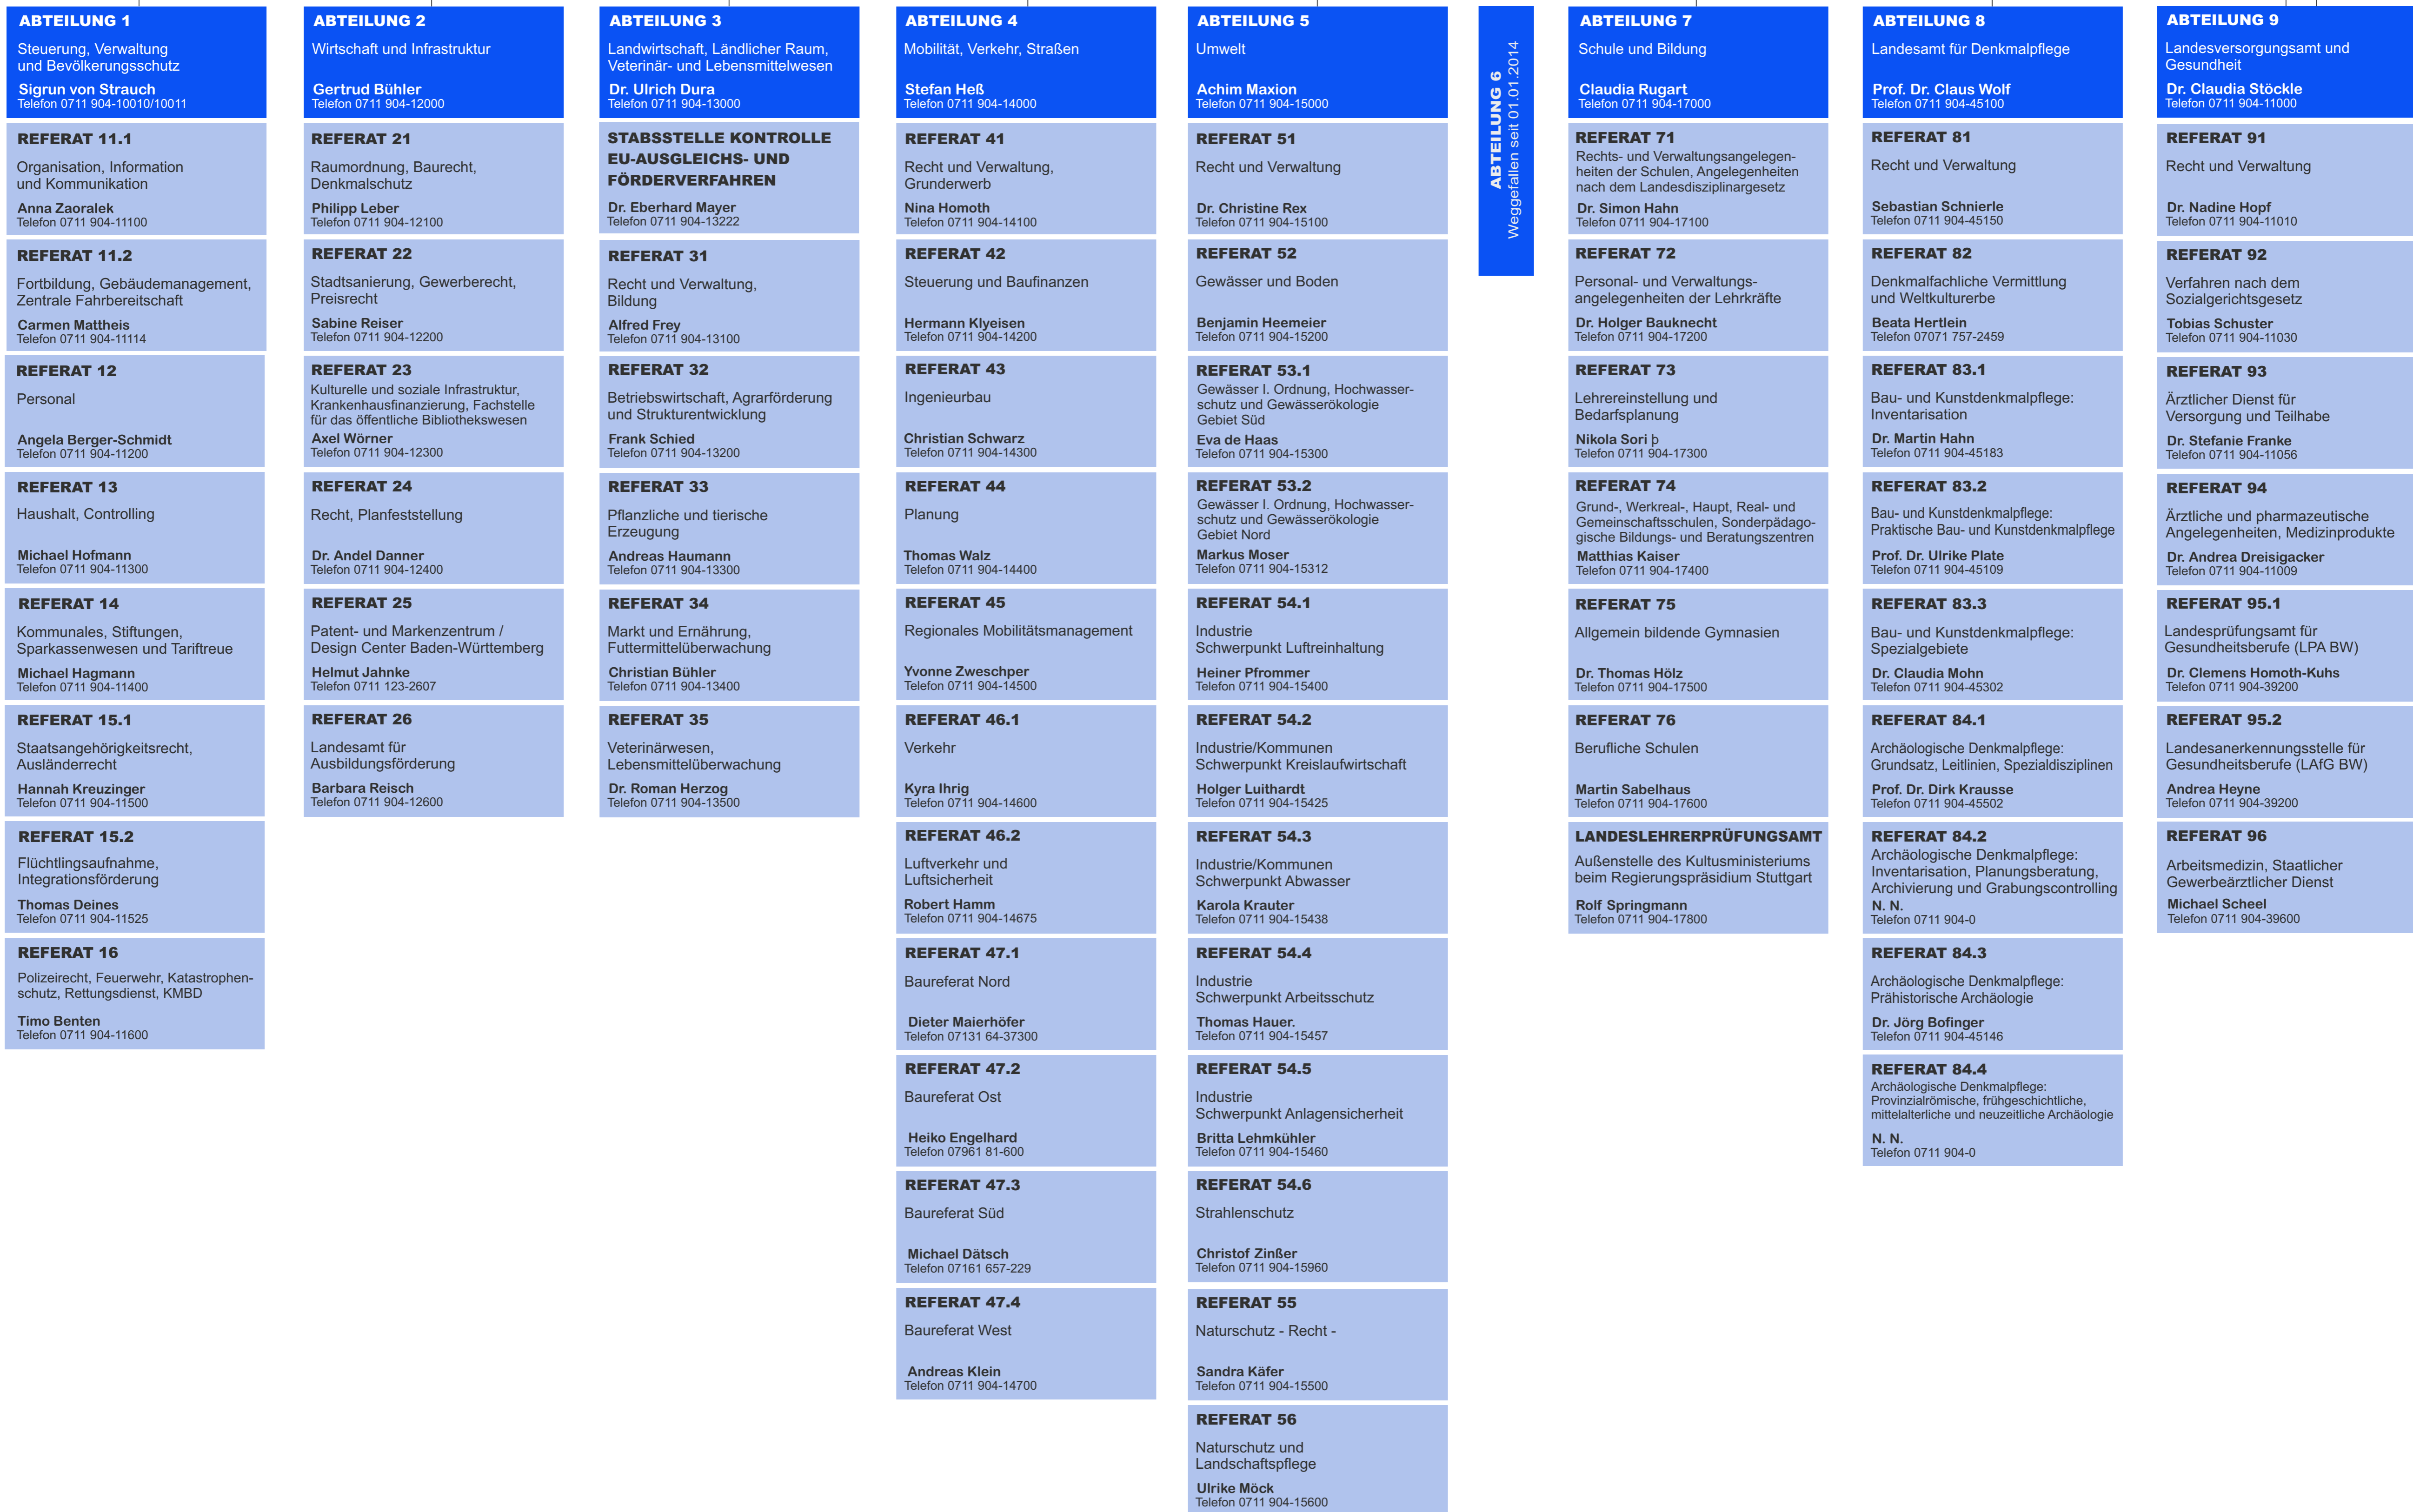 ABTEILUNG 1
Steuerung, Verwaltung
und Bevölkerungsschutz
Sigrun von Strauch
Telefon 0711 904-10010/10011
REFERAT 11.1
Organisation, Information
und Kommunikation
Anna Zaoralek
Telefon 0711 904-11100
REFERAT 11.2
Fortbildung, Gebäudemanagement,
Zentrale Fahrbereitschaft
Carmen Mattheis
Telefon 0711 904-11114
REFERAT 12
Personal
Angela Berger-Schmidt
Telefon 0711 904-11200
REFERAT 13
Haushalt, Controlling
Michael Hofmann
Telefon 0711 904-11300
REFERAT 14
Kommunales, Stiftungen,
Sparkassenwesen und Tariftreue
Michael Hagmann
Telefon 0711 904-11400
REFERAT 15.1
Staatsangehörigkeitsrecht,
Ausländerrecht
Hannah Kreuzinger
Telefon 0711 904-11500
REFERAT 15.2
Flüchtlingsaufnahme,
Integrationsförderung
Thomas Deines
Telefon 0711 904-11525
REFERAT 16
Polizeirecht, Feuerwehr, Katastrophen-
schutz, Rettungsdienst, KMBD
Timo Benten
Telefon 0711 904-11600
ABTEILUNG 2
Wirtschaft und Infrastruktur
Gertrud Bühler
Telefon 0711 904-12000
REFERAT 21
Raumordnung, Baurecht,
Denkmalschutz
Philipp Leber
Telefon 0711 904-12100
REFERAT 22
Stadtsanierung, Gewerberecht,
Preisrecht
Sabine Reiser
Telefon 0711 904-12200
REFERAT 23
Kulturelle und soziale Infrastruktur,
Krankenhausfinanzierung, Fachstelle
für das öffentliche Bibliothekswesen
Axel Wörner
Telefon 0711 904-12300
REFERAT 24
Recht, Planfeststellung
Dr. Andel Danner
Telefon 0711 904-12400
REFERAT 25
Patent- und Markenzentrum /
Design Center Baden-Württemberg
Helmut Jahnke
Telefon 0711 123-2607
REFERAT 26
Landesamt für
Ausbildungsförderung
Barbara Reisch
Telefon 0711 904-12600
ABTEILUNG 3
Landwirtschaft, Ländlicher Raum,
Veterinär- und Lebensmittelwesen
Dr. Ulrich Dura
Telefon 0711 904-13000
STABSSTELLE KONTROLLE
EU-AUSGLEICHS- UND
FÖRDERVERFAHREN
Dr. Eberhard Mayer
Telefon 0711 904-13222
REFERAT 31
Recht und Verwaltung,
Bildung
Alfred Frey
Telefon 0711 904-13100
REFERAT 32
Betriebswirtschaft, Agrarförderung
und Strukturentwicklung
Frank Schied
Telefon 0711 904-13200
REFERAT 33
Pflanzliche und tierische
Erzeugung
Andreas Haumann
Telefon 0711 904-13300
REFERAT 34
Markt und Ernährung,
Futtermittelüberwachung
Christian Bühler
Telefon 0711 904-13400
REFERAT 35
Veterinärwesen,
Lebensmittelüberwachung
Dr. Roman Herzog
Telefon 0711 904-13500
ABTEILUNG 4
Mobilität, Verkehr, Straßen
Stefan Heß
Telefon 0711 904-14000
REFERAT 41
Recht und Verwaltung,
Grunderwerb
Nina Homoth
Telefon 0711 904-14100
REFERAT 42
Steuerung und Baufinanzen
Hermann Klyeisen
Telefon 0711 904-14200
REFERAT 43
Ingenieurbau
Christian Schwarz
Telefon 0711 904-14300
REFERAT 44
Planung
Thomas Walz
Telefon 0711 904-14400
REFERAT 45
Regionales Mobilitätsmanagement
Yvonne Zweschper
Telefon 0711 904-14500
REFERAT 46.1
Verkehr
Kyra Ihrig
Telefon 0711 904-14600
REFERAT 46.2
Luftverkehr und
Luftsicherheit
Robert Hamm
Telefon 0711 904-14675
REFERAT 47.1
Baureferat Nord
Dieter Maierhöfer
Telefon 07131 64-37300
REFERAT 47.2
Baureferat Ost
Heiko Engelhard
Telefon 07961 81-600
REFERAT 47.3
Baureferat Süd
Michael Dätsch
Telefon 07161 657-229
REFERAT 47.4
Baureferat West
Andreas Klein
Telefon 0711 904-14700
ABTEILUNG 5
Umwelt
Achim Maxion
Telefon 0711 904-15000
REFERAT 51
Recht und Verwaltung
Dr. Christine Rex
Telefon 0711 904-15100
REFERAT 52
Gewässer und Boden
Benjamin Heemeier
Telefon 0711 904-15200
REFERAT 53.1
Gewässer I. Ordnung, Hochwasser-
schutz und Gewässerökologie
Gebiet Süd
Eva de Haas
Telefon 0711 904-15300
REFERAT 53.2
Gewässer I. Ordnung, Hochwasser-
schutz und Gewässerökologie
Gebiet Nord
Markus Moser
Telefon 0711 904-15312
REFERAT 54.1
Industrie
Schwerpunkt Luftreinhaltung
Heiner Pfrommer
Telefon 0711 904-15400
REFERAT 54.2
Industrie/Kommunen
Schwerpunkt Kreislaufwirtschaft
Holger Luithardt
Telefon 0711 904-15425
REFERAT 54.3
Industrie/Kommunen
Schwerpunkt Abwasser
Karola Krauter
Telefon 0711 904-15438
REFERAT 54.4
Industrie
Schwerpunkt Arbeitsschutz
Thomas Hauer.
Telefon 0711 904-15457
REFERAT 54.5
Industrie
Schwerpunkt Anlagensicherheit
Britta Lehmkühler
Telefon 0711 904-15460
REFERAT 54.6
Strahlenschutz
Christof Zinßer
Telefon 0711 904-15960
REFERAT 55
Naturschutz - Recht -
Sandra Käfer
Telefon 0711 904-15500
REFERAT 56
Naturschutz und
Landschaftspflege
Ulrike Möck
Telefon 0711 904-15600
ABTEILUNG 6
Weggefallen seit 01.01.2014
ABTEILUNG 7
Schule und Bildung
Claudia Rugart
Telefon 0711 904-17000
REFERAT 71
Rechts- und Verwaltungsangelegen-
heiten der Schulen, Angelegenheiten
nach dem Landesdisziplinargesetz
Dr. Simon Hahn
Telefon 0711 904-17100
REFERAT 72
Personal- und Verwaltungs-
angelegenheiten der Lehrkräfte
Dr. Holger Bauknecht
Telefon 0711 904-17200
REFERAT 73
Lehrereinstellung und
Bedarfsplanung
Nikola Sori þ
Telefon 0711 904-17300
REFERAT 74
Grund-, Werkreal-, Haupt, Real- und
Gemeinschaftsschulen, Sonderpädago-
gische Bildungs- und Beratungszentren
Matthias Kaiser
Telefon 0711 904-17400
REFERAT 75
Allgemein bildende Gymnasien
Dr. Thomas Hölz
Telefon 0711 904-17500
REFERAT 76
Berufliche Schulen
Martin Sabelhaus
Telefon 0711 904-17600
LANDESLEHRERPRÜFUNGSAMT
Außenstelle des Kultusministeriums
beim Regierungspräsidium Stuttgart
Rolf Springmann
Telefon 0711 904-17800
ABTEILUNG 8
Landesamt für Denkmalpflege
Prof. Dr. Claus Wolf
Telefon 0711 904-45100
REFERAT 81
Recht und Verwaltung
Sebastian Schnierle
Telefon 0711 904-45150
REFERAT 82
Denkmalfachliche Vermittlung
und Weltkulturerbe
Beata Hertlein
Telefon 07071 757-2459
REFERAT 83.1
Bau- und Kunstdenkmalpflege:
Inventarisation
Dr. Martin Hahn
Telefon 0711 904-45183
REFERAT 83.2
Bau- und Kunstdenkmalpflege:
Praktische Bau- und Kunstdenkmalpflege
Prof. Dr. Ulrike Plate
Telefon 0711 904-45109
REFERAT 83.3
Bau- und Kunstdenkmalpflege:
Spezialgebiete
Dr. Claudia Mohn
Telefon 0711 904-45302
REFERAT 84.1
Archäologische Denkmalpflege:
Grundsatz, Leitlinien, Spezialdisziplinen
Prof. Dr. Dirk Krausse
Telefon 0711 904-45502
REFERAT 84.2
Archäologische Denkmalpflege:
Inventarisation, Planungsberatung,
Archivierung und Grabungscontrolling
N. N.
Telefon 0711 904-0
REFERAT 84.3
Archäologische Denkmalpflege:
Prähistorische Archäologie
Dr. Jörg Bofinger
Telefon 0711 904-45146
REFERAT 84.4
Archäologische Denkmalpflege:
Provinzialrömische, frühgeschichtliche,
mittelalterliche und neuzeitliche Archäologie
N. N.
Telefon 0711 904-0
ABTEILUNG 9
Landesversorgungsamt und
Gesundheit
Dr. Claudia Stöckle
Telefon 0711 904-11000
REFERAT 91
Recht und Verwaltung
Dr. Nadine Hopf
Telefon 0711 904-11010
REFERAT 92
Verfahren nach dem
Sozialgerichtsgesetz
Tobias Schuster
Telefon 0711 904-11030
REFERAT 93
Ärztlicher Dienst für
Versorgung und Teilhabe
Dr. Stefanie Franke
Telefon 0711 904-11056
REFERAT 94
Ärztliche und pharmazeutische
Angelegenheiten, Medizinprodukte
Dr. Andrea Dreisigacker
Telefon 0711 904-11009
REFERAT 95.1
Landesprüfungsamt für
Gesundheitsberufe (LPA BW)
Dr. Clemens Homoth-Kuhs
Telefon 0711 904-39200
REFERAT 95.2
Landesanerkennungsstelle für
Gesundheitsberufe (LAfG BW)
Andrea Heyne
Telefon 0711 904-39200
REFERAT 96
Arbeitsmedizin, Staatlicher
Gewerbeärztlicher Dienst
Michael Scheel
Telefon 0711 904-39600